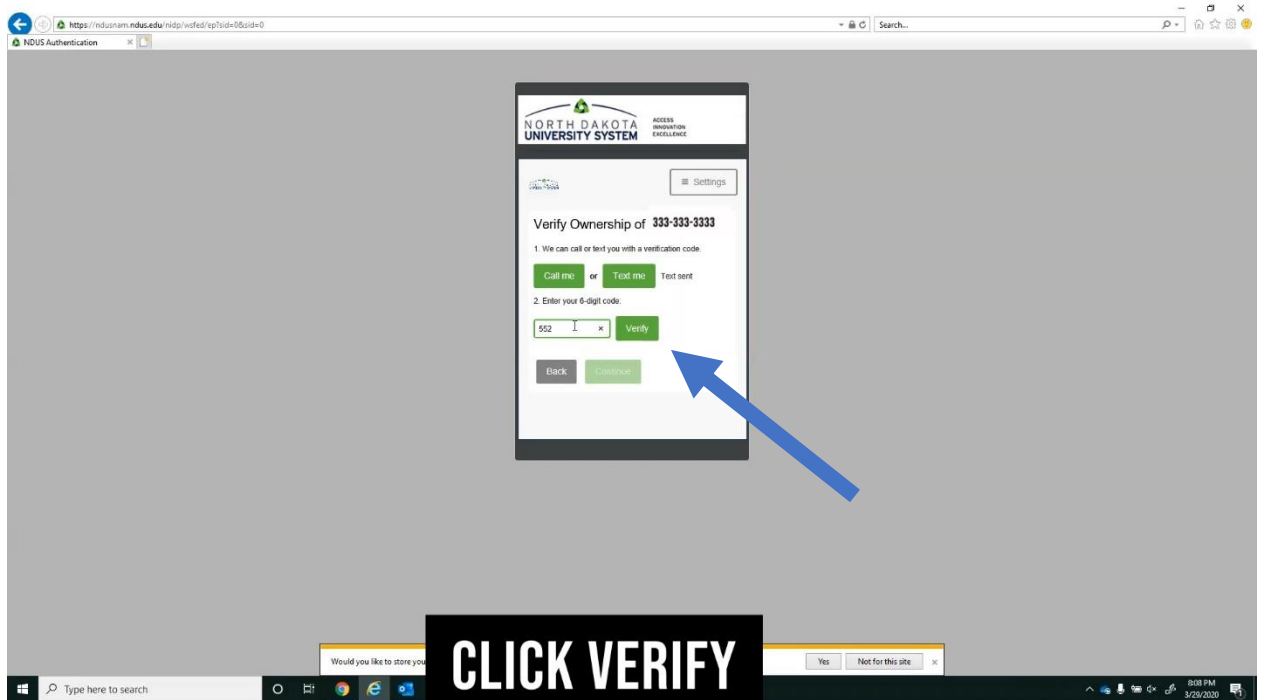 https://ndusnam.ndus.edu/nidp/wsfed/ep?sid=0&sid=0
Search...
NDUS Authentication
NORTH DAKOTA
UNIVERSITY SYSTEM
ACCESS
INNOVATION
EXCELLENCE
Settings
Verify Ownership of 333-333-3333
1. We can call or text you with a verification code.
Call me or Text me Text sent
2. Enter your 6-digit code:
552 × Verify
Back Continue
Would you like to store you
Yes Not for this site ×
CLICK VERIFY
Type here to search
8:08 PM
3/29/2020